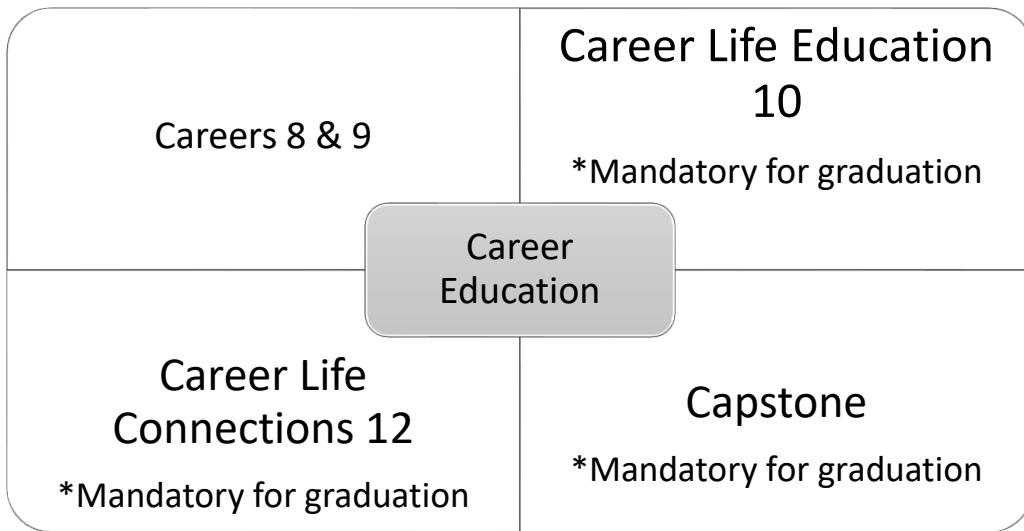 Careers 8 & 9
Career Life Education
10
*Mandatory for graduation
Career
Education
Career Life
Connections 12
*Mandatory for graduation
Capstone
*Mandatory for graduation